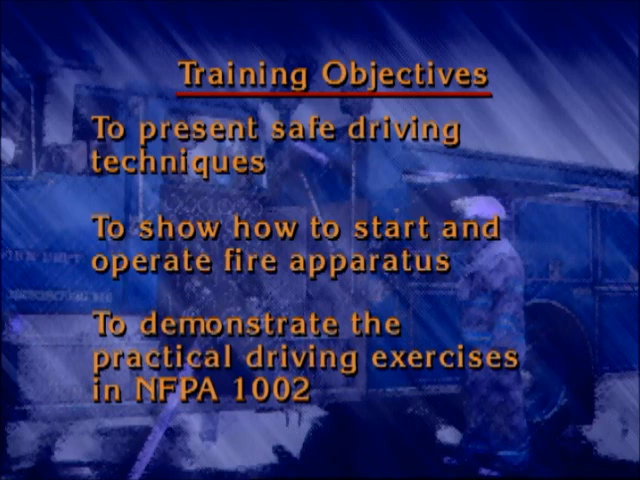 Training Objectives
To present safe driving
techniques
To show how to start and
operate fire apparatus
To demonstrate the
practical driving exercises
in NFPA 1002